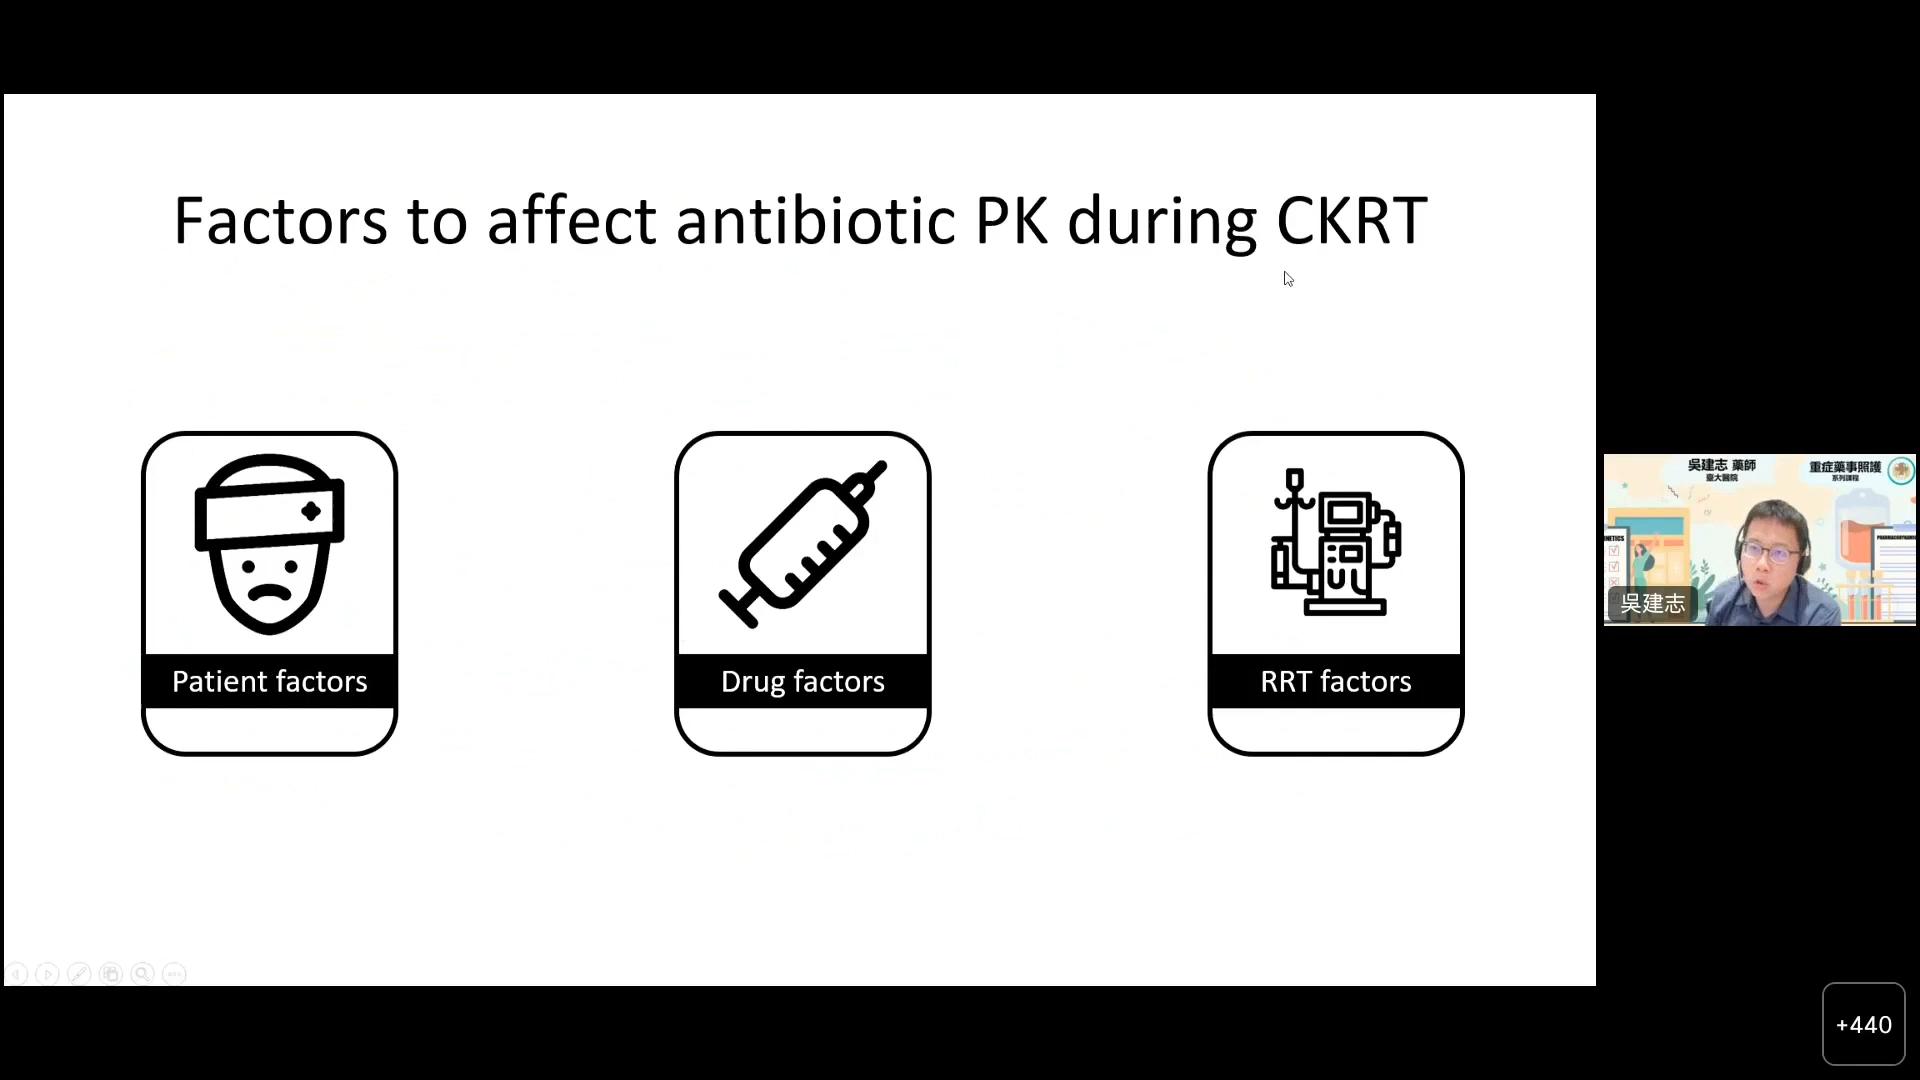 Factors to affect antibiotic PK during CKRT
Patient factors
Drug factors
RRT factors
吳建志 藥師
臺大醫院
重症藥事照護
系列課程
NETICS
吳建志
+440